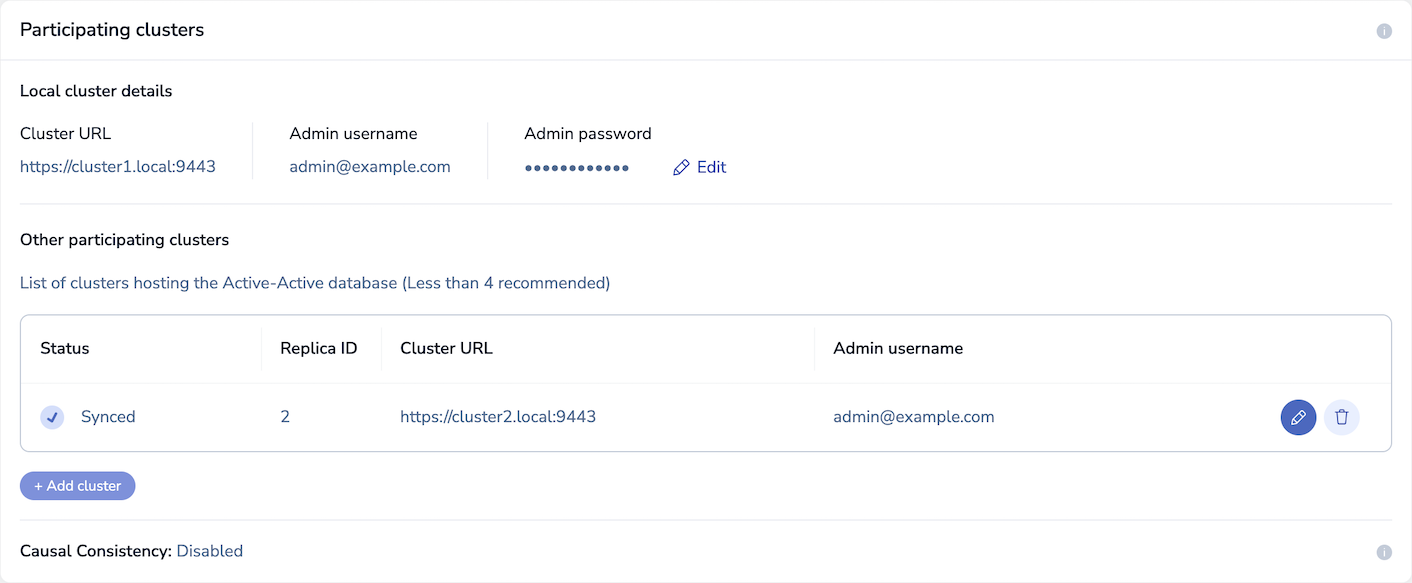 Participating clusters
Local cluster details
Cluster URL Admin username Admin password
https://cluster1.local:9443 admin@example.com •••••••••••• Edit
Other participating clusters
List of clusters hosting the Active-Active database (Less than 4 recommended)
Status Replica ID Cluster URL Admin username
Synced 2 https://cluster2.local:9443 admin@example.com
+ Add cluster
Causal Consistency: Disabled